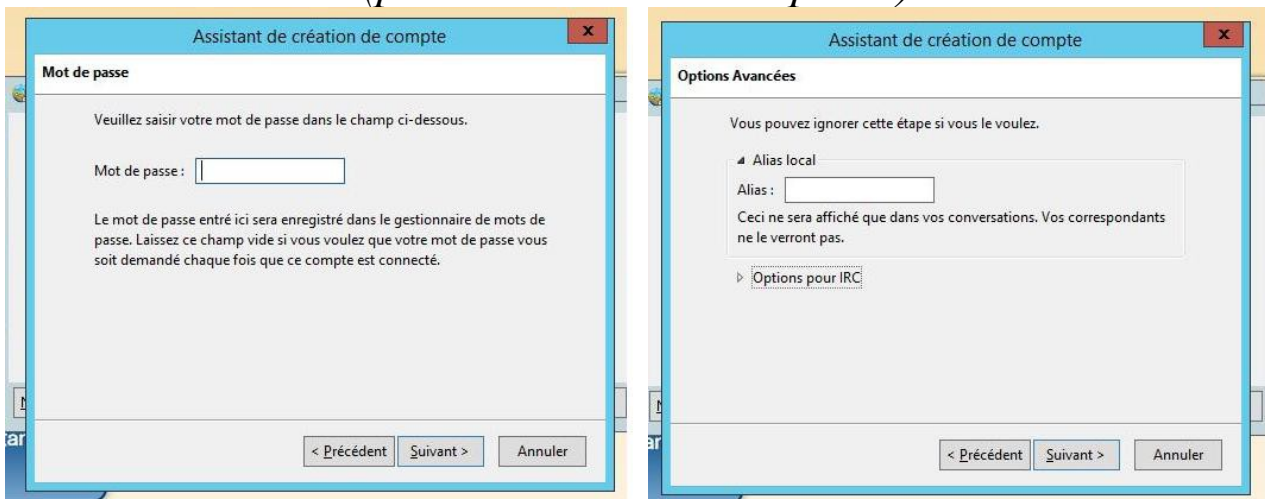 Assistant de création de compte
x
Mot de passe
Veuillez saisir votre mot de passe dans le champ ci-dessous.
Mot de passe :
Le mot de passe entré ici sera enregistré dans le gestionnaire de mots de
passe. Laissez ce champ vide si vous voulez que votre mot de passe vous
soit demandé chaque fois que ce compte est connecté.
< Précédent
Suivant >
Annuler
Assistant de création de compte
x
Options Avancées
Vous pouvez ignorer cette étape si vous le voulez.
Alias local
Alias :
Ceci ne sera affiché que dans vos conversations. Vos correspondants
ne le verront pas.
Options pour IRC
< Précédent
Suivant >
Annuler